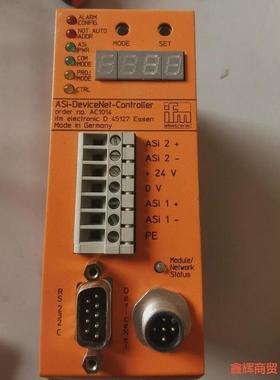 ALARM
CONFIG
NOT AUTO
ADDR
ASi
PWR
COM
MODE
PROJ
MODE
CTRL
MODE
SET
ASi-DeviceNet-Controller
order no. AC1014
ifm electronic D 45127 Essen
Made in Germany
ifm
ASi 2 +
ASi 2 -
+ 24 V
0 V
ASi 1 +
ASi 1 -
PE
Module/
Network
Status
RS232C
DeviceNet
鑫辉商贸